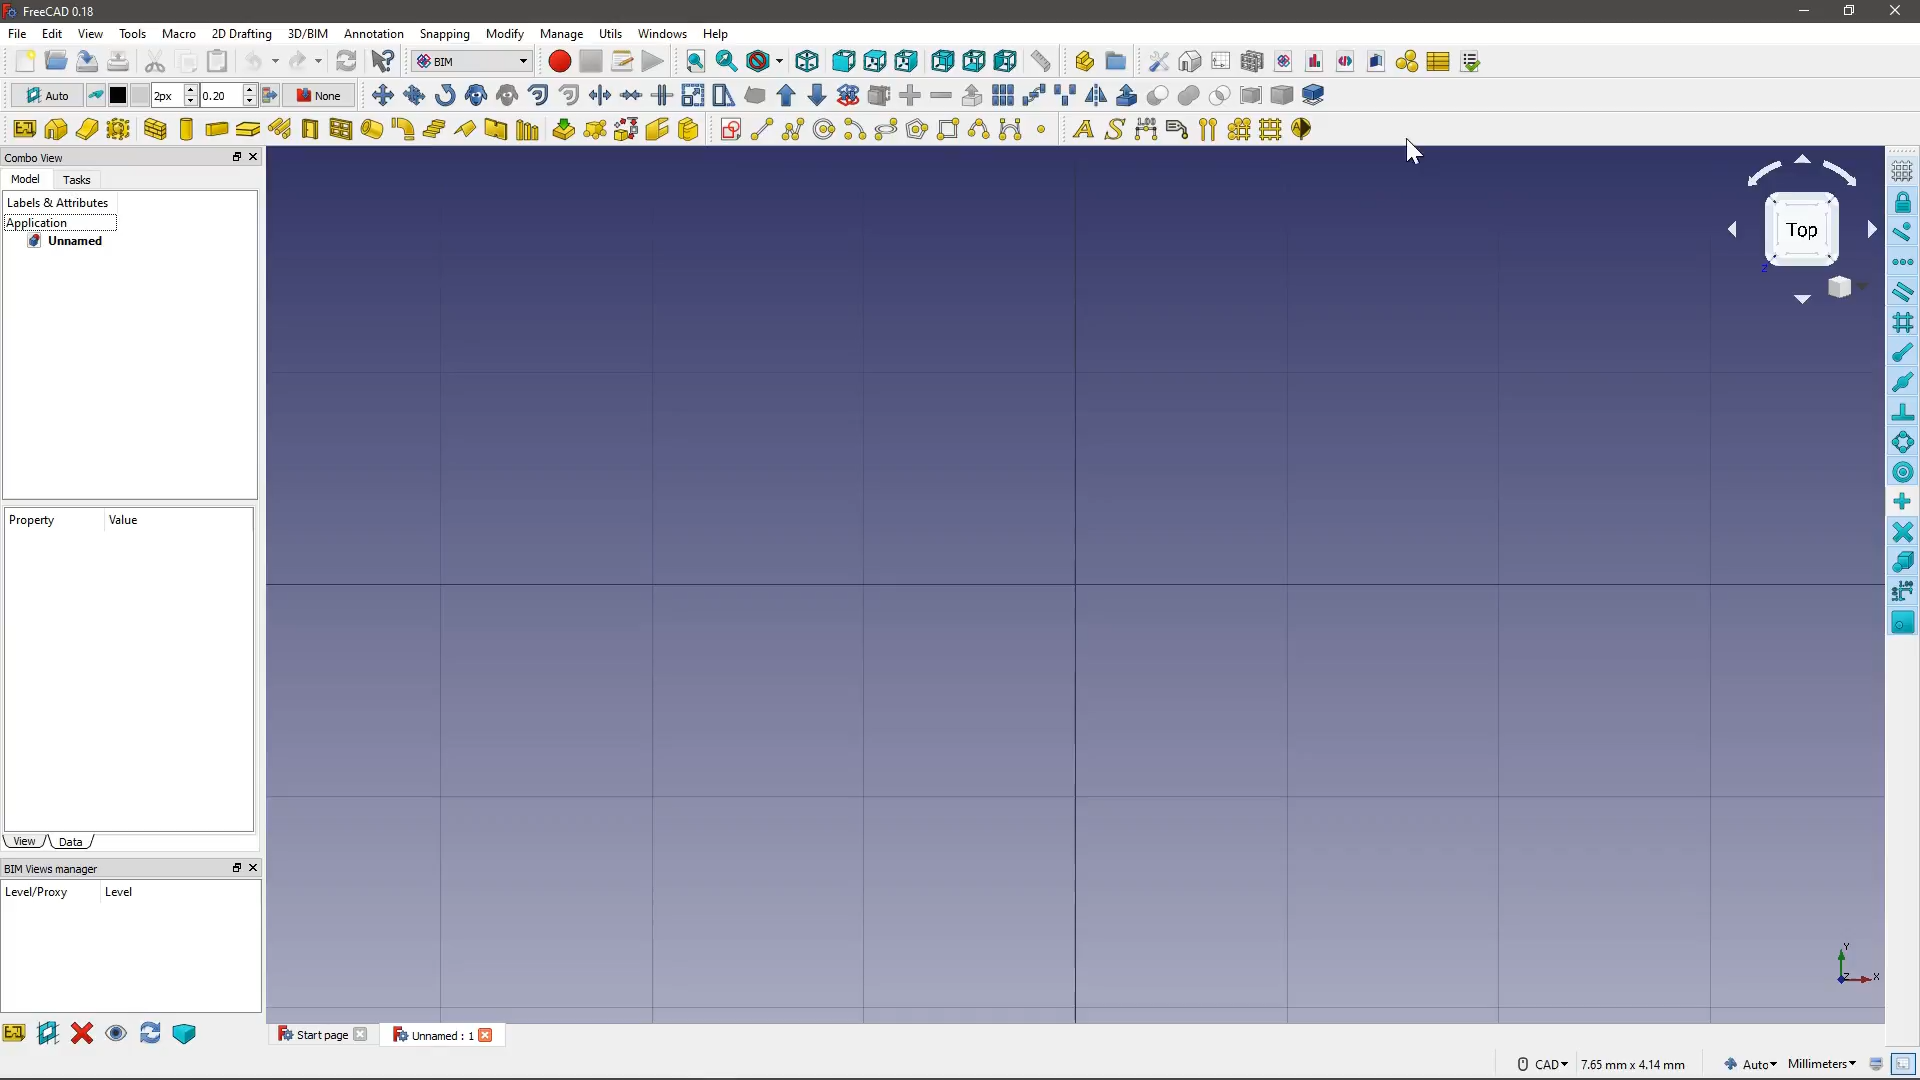 FreeCAD 0.18
File Edit View Tools Macro 2D Drafting 3D/BIM Annotation Snapping Modify Manage Utils Windows Help
BIM
Auto 2px 0.20 None
Combo View
Model Tasks
Labels & Attributes
Application
Unnamed
Top
Z
Property Value
View Data
BIM Views manager
Level/Proxy Level
Y
Z X
Start page Unnamed : 1
CAD 7.65 mm x 4.14 mm Auto Millimeters